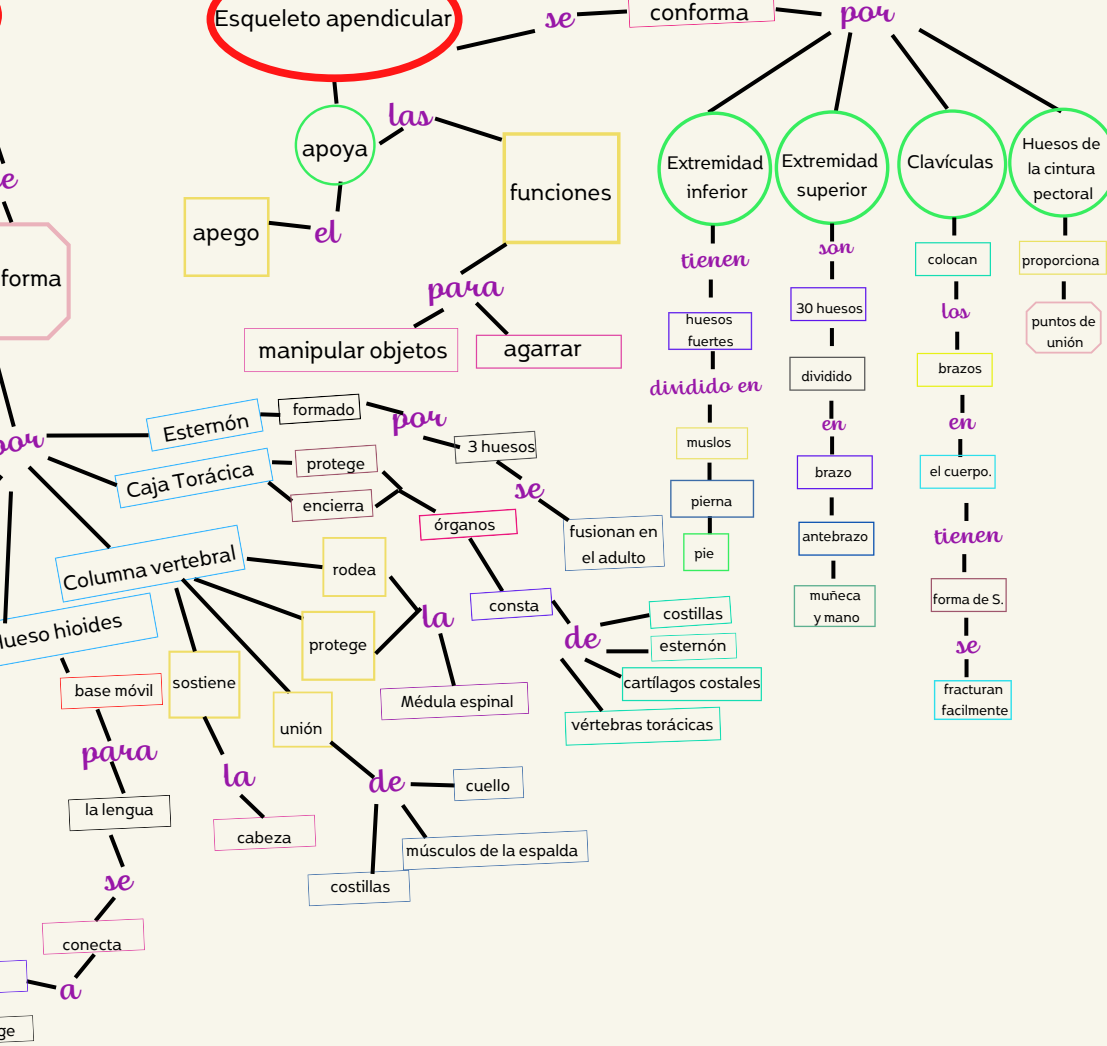 Esqueleto apendicular
se
conforma
por
las
apoya
funciones
el
apego
para
manipular objetos
agarrar
Extremidad
inferior
tienen
huesos
fuertes
dividido en
muslos
pierna
pie
Extremidad
superior
son
30 huesos
dividido
en
brazo
antebrazo
muñeca
y mano
Clavículas
colocan
los
brazos
en
el cuerpo.
tienen
forma de S.
se
fracturan
facilmente
Huesos de
la cintura
pectoral
proporciona
puntos de
unión
e
forma
por
Esternón
formado
por
3 huesos
se
fusionan en
el adulto
Caja Torácica
protege
encierra
órganos
consta
de
costillas
esternón
cartílagos costales
vértebras torácicas
Columna vertebral
rodea
protege
la
Médula espinal
sostiene
la
cabeza
unión
de
cuello
músculos de la espalda
costillas
ueso hioides
base móvil
para
la lengua
se
conecta
a
ge